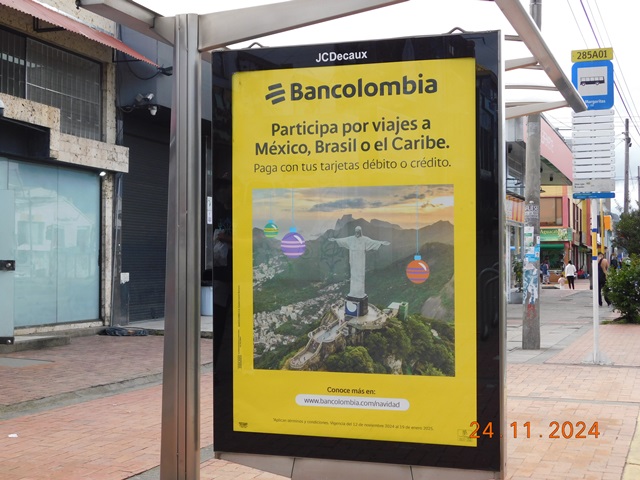 JCDecaux
Bancolombia
Participa por viajes a
México, Brasil o el Caribe.
Paga con tus tarjetas débito o crédito.
Conoce más en:
www.bancolombia.com/navidad
285A01
24 11 2024